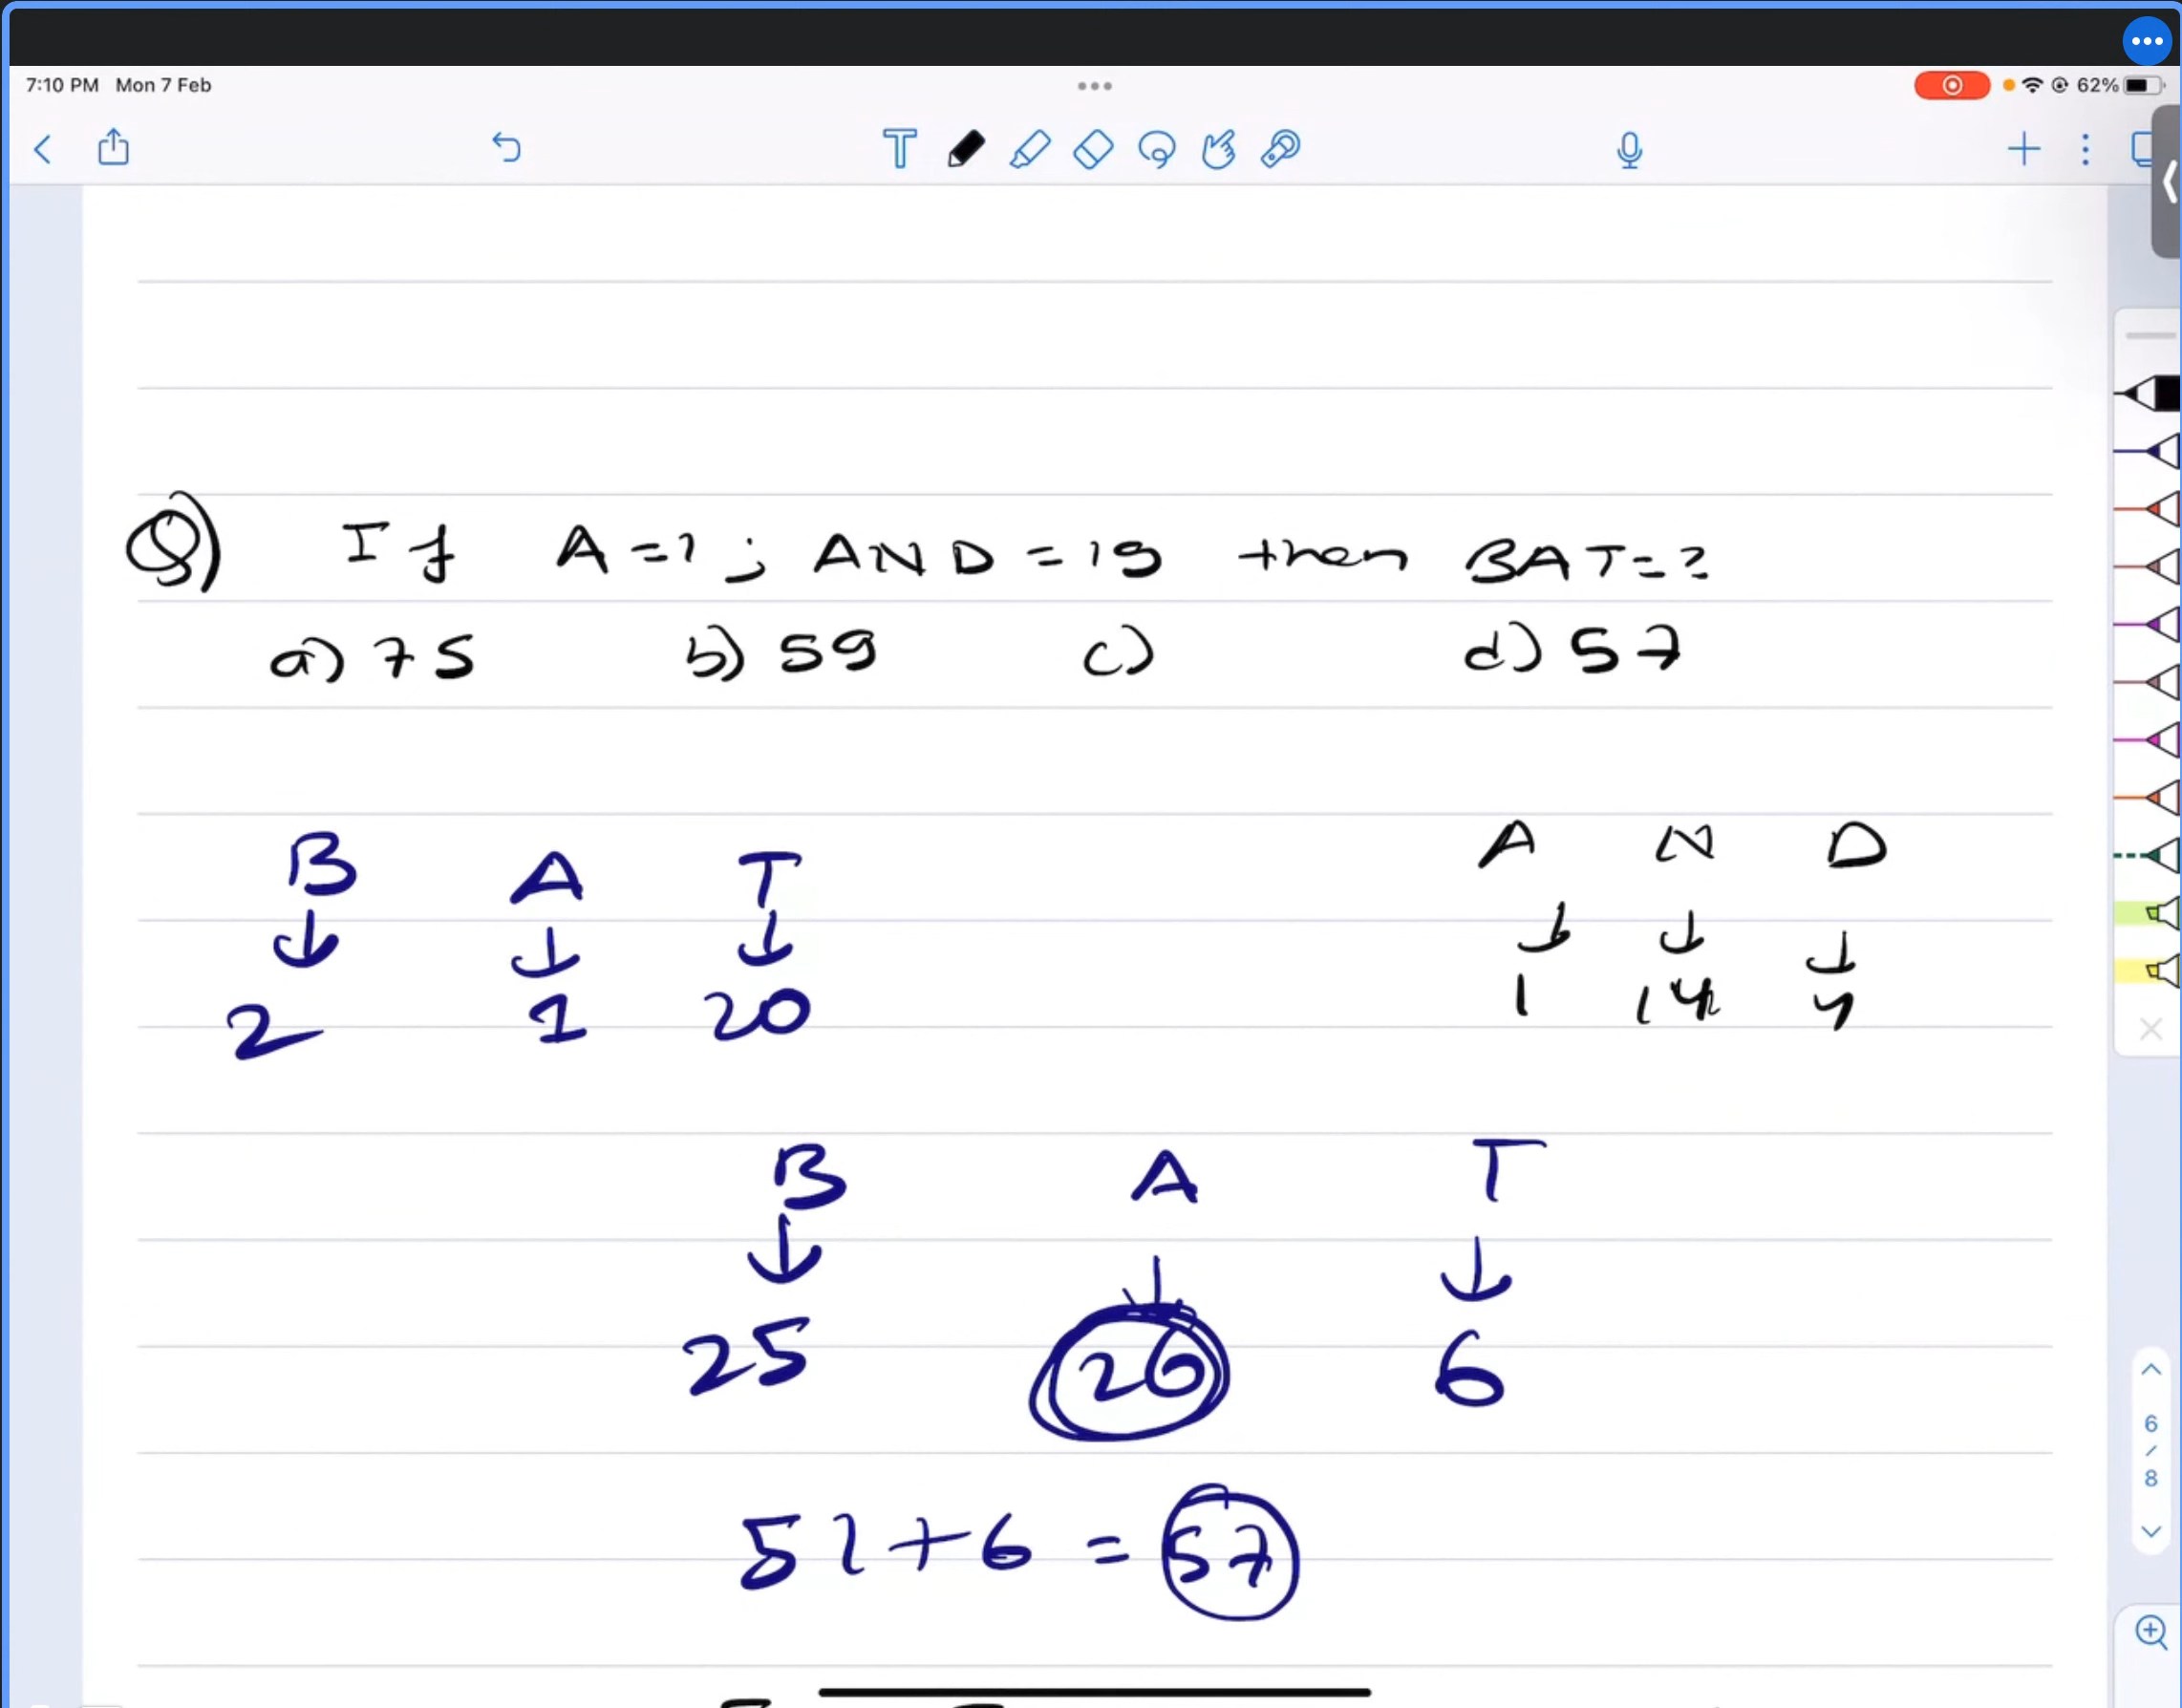 7:10 PM Mon 7 Feb
62%
Q) If A = 1 ; AND = 19 then BAT = ?
a) 75 b) 59 c) d) 57
B A T A N D
2 1 20 1 14 4
B A T
25 26 6
51 + 6 = 57
6
/
8